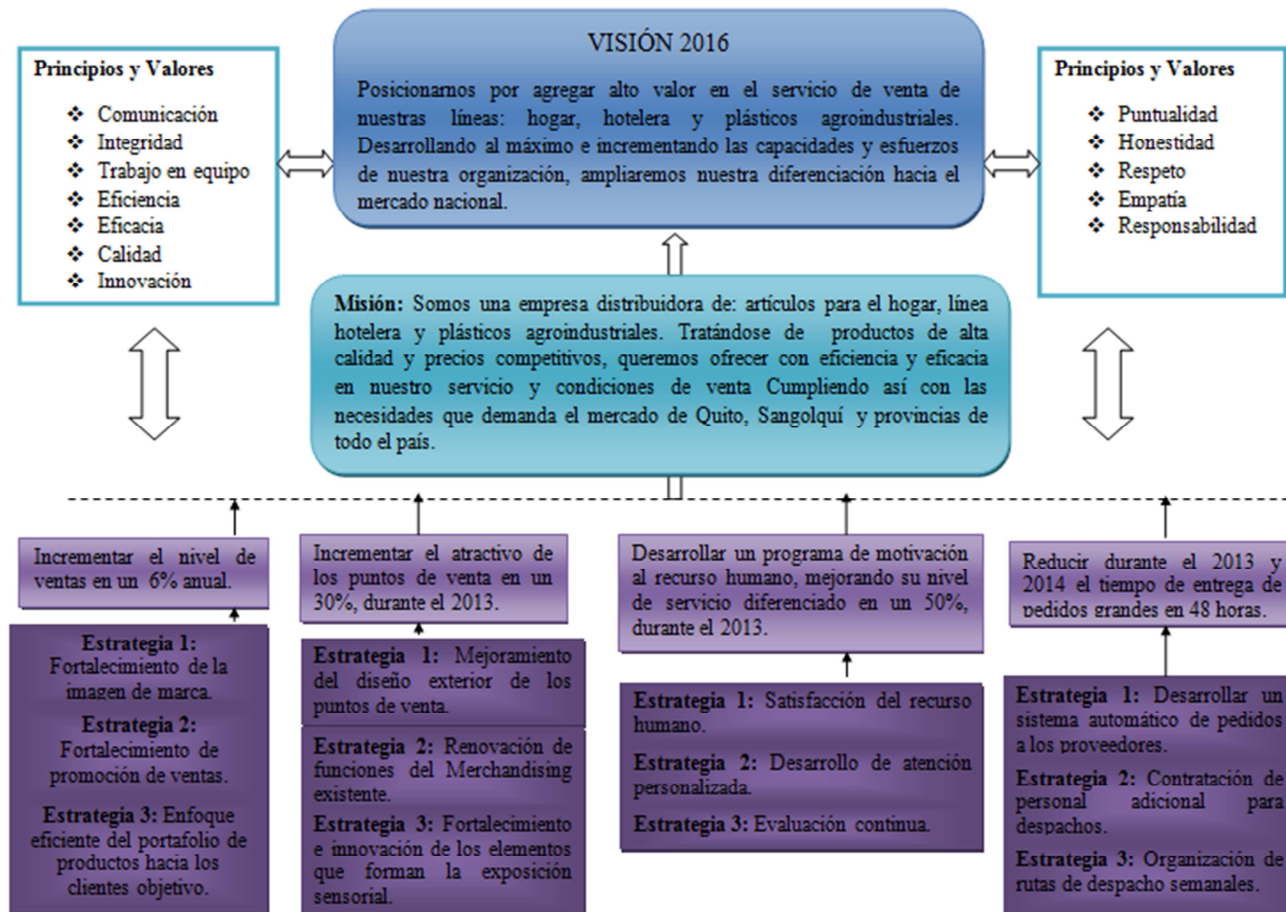 VISIÓN 2016
Posicionarnos por agregar alto valor en el servicio de venta de
nuestras líneas: hogar, hotelera y plásticos agroindustriales.
Desarrollando al máximo e incrementando las capacidades y esfuerzos
de nuestra organización, ampliaremos nuestra diferenciación hacia el
mercado nacional.
Principios y Valores
❖ Comunicación
❖ Integridad
❖ Trabajo en equipo
❖ Eficiencia
❖ Eficacia
❖ Calidad
❖ Innovación
Principios y Valores
❖ Puntualidad
❖ Honestidad
❖ Respeto
❖ Empatía
❖ Responsabilidad
Misión: Somos una empresa distribuidora de: artículos para el hogar, línea
hotelera y plásticos agroindustriales. Tratándose de productos de alta
calidad y precios competitivos, queremos ofrecer con eficiencia y eficacia
en nuestro servicio y condiciones de venta Cumpliendo así con las
necesidades que demanda el mercado de Quito, Sangolquí y provincias de
todo el país.
Incrementar el nivel de
ventas en un 6% anual.
Estrategia 1:
Fortalecimiento de la
imagen de marca.
Estrategia 2:
Fortalecimiento de
promoción de ventas.
Estrategia 3: Enfoque
eficiente del portafolio de
productos hacia los
clientes objetivo.
Incrementar el atractivo de
los puntos de venta en un
30%, durante el 2013.
Estrategia 1: Mejoramiento
del diseño exterior de los
puntos de venta.
Estrategia 2: Renovación de
funciones del Merchandising
existente.
Estrategia 3: Fortalecimiento
e innovación de los elementos
que forman la exposición
sensorial.
Desarrollar un programa de motivación
al recurso humano, mejorando su nivel
de servicio diferenciado en un 50%,
durante el 2013.
Estrategia 1: Satisfacción del recurso
humano.
Estrategia 2: Desarrollo de atención
personalizada.
Estrategia 3: Evaluación continua.
Reducir durante el 2013 y
2014 el tiempo de entrega de
pedidos grandes en 48 horas.
Estrategia 1: Desarrollar un
sistema automático de pedidos
a los proveedores.
Estrategia 2: Contratación de
personal adicional para
despachos.
Estrategia 3: Organización de
rutas de despacho semanales.